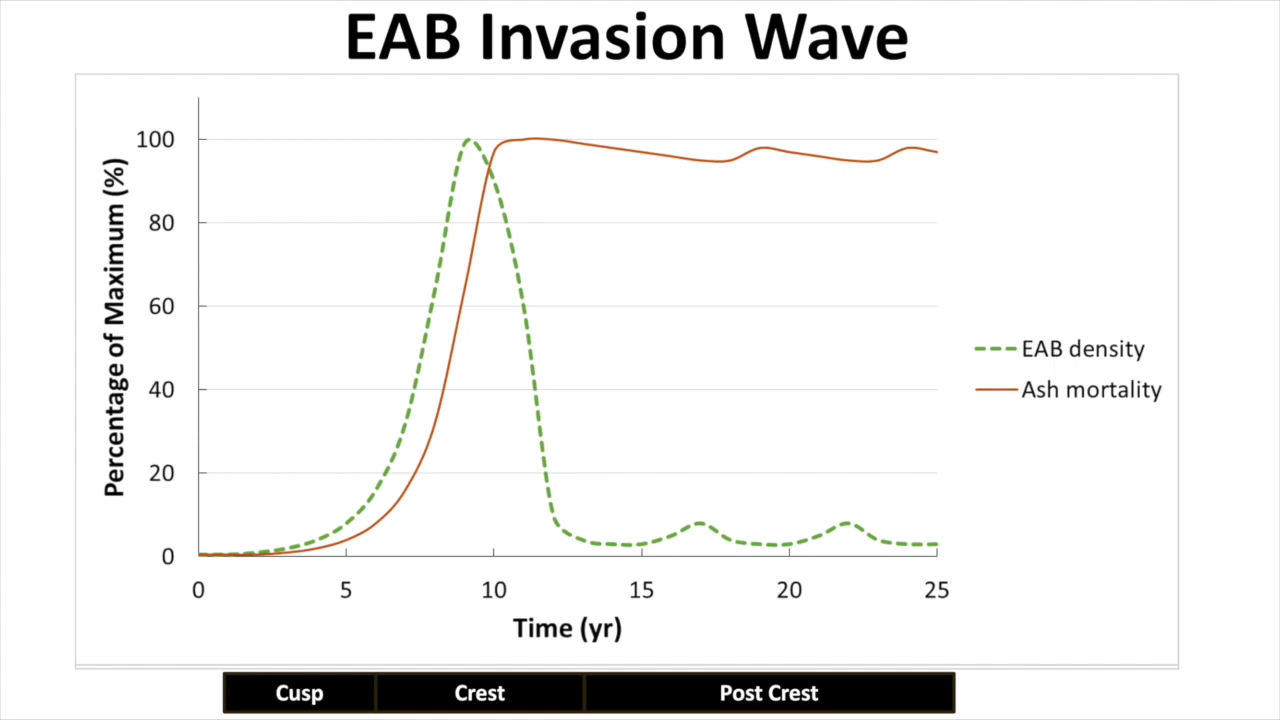 EAB Invasion Wave
Percentage of Maximum (%)
100
80
60
40
20
0
0 5 10 15 20 25
Time (yr)
EAB density
Ash mortality
Cusp Crest Post Crest